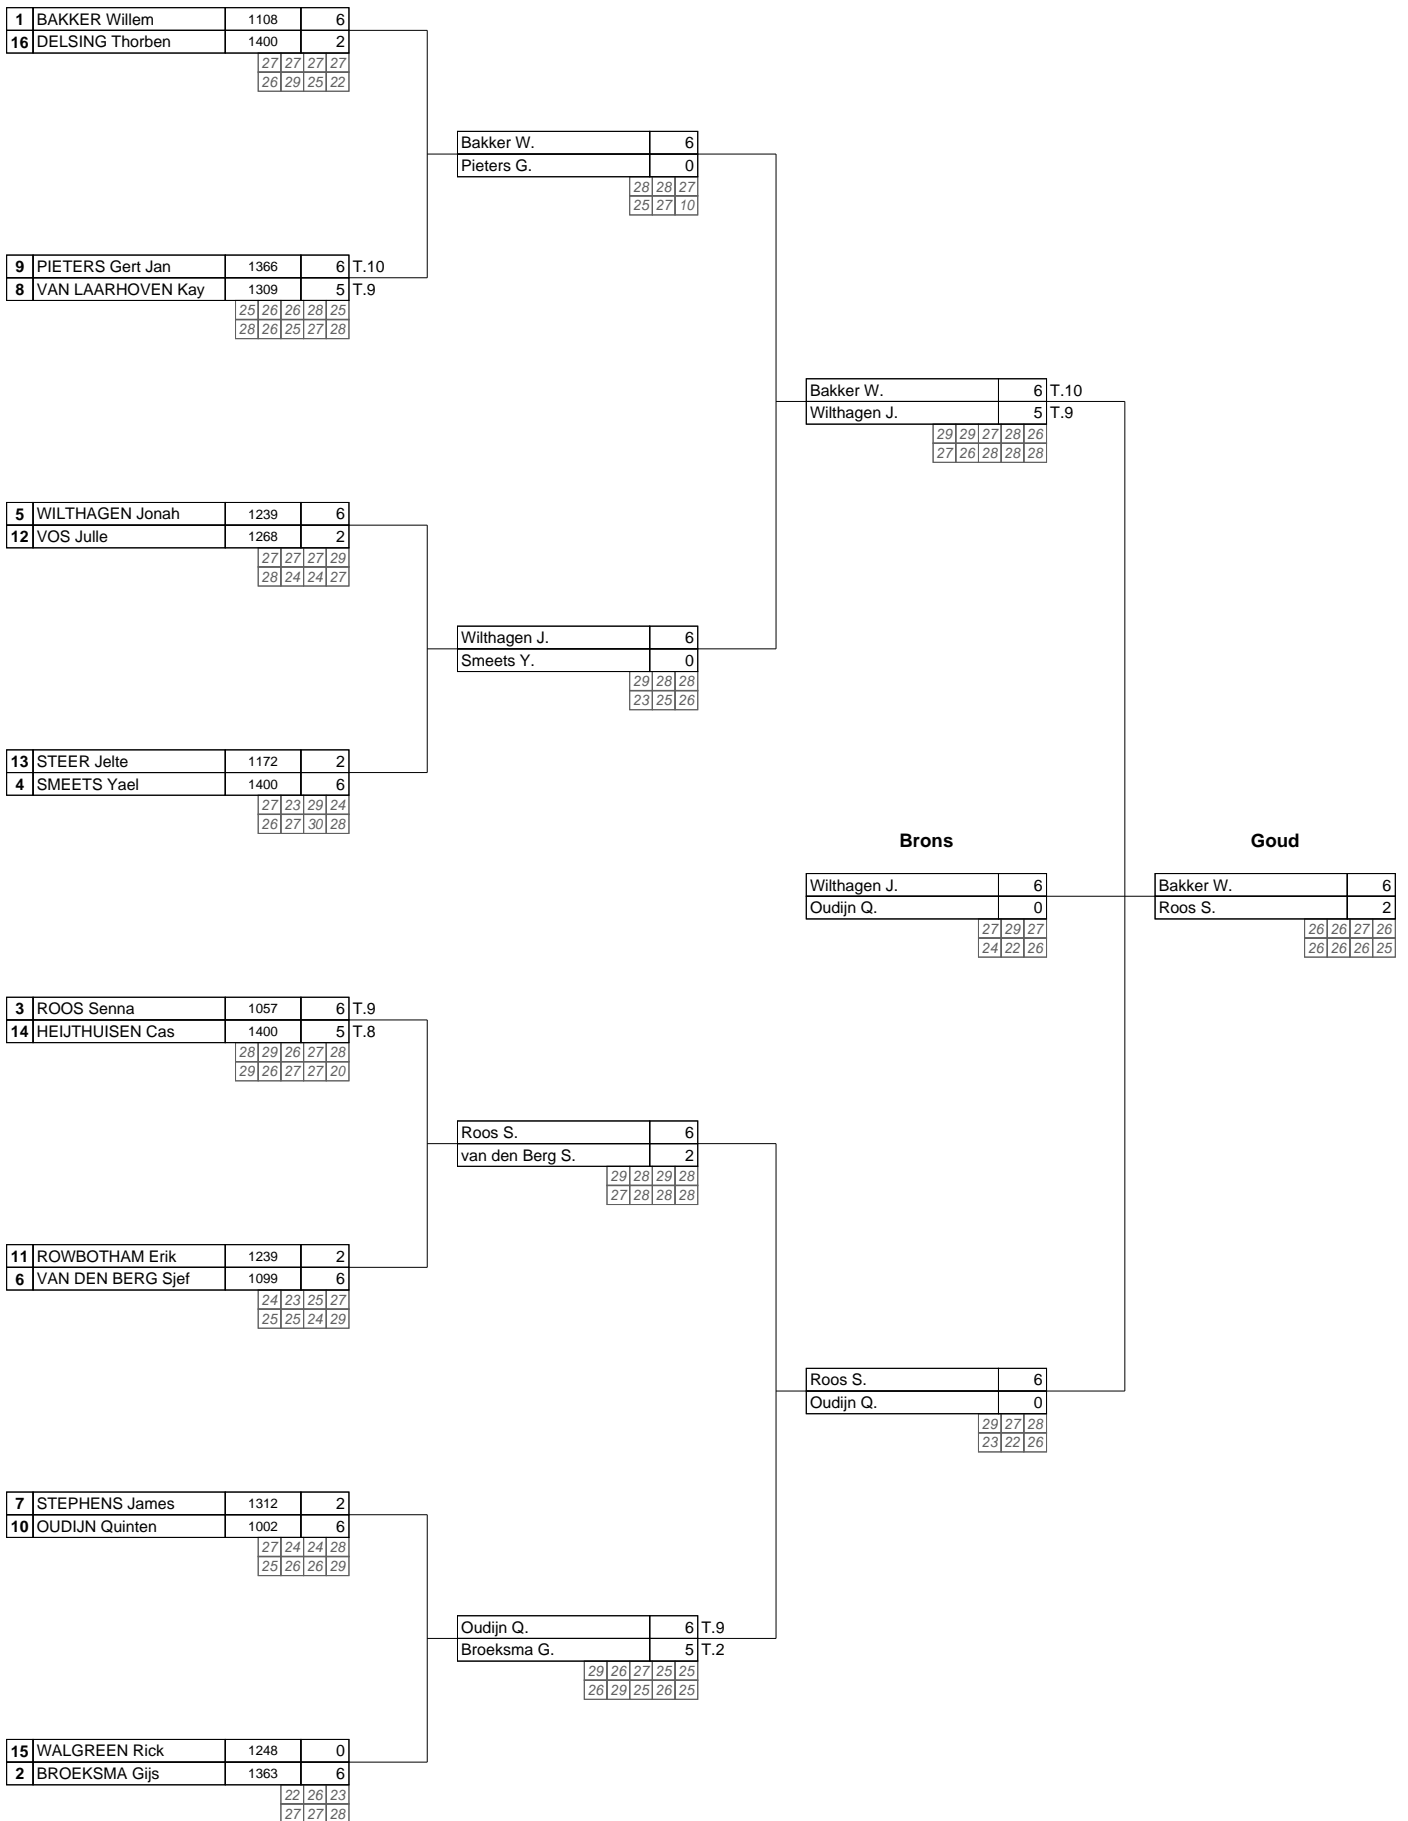 1 BAKKER Willem 1108 6
16 DELSING Thorben 1400 2
27 27 27 27
26 29 25 22
Bakker W. 6
Pieters G. 0
28 28 27
25 27 10
9 PIETERS Gert Jan 1366 6 T.10
8 VAN LAARHOVEN Kay 1309 5 T.9
25 26 26 28 25
28 26 25 27 28
Bakker W. 6 T.10
Wilthagen J. 5 T.9
29 29 27 28 26
27 26 28 28 28
5 WILTHAGEN Jonah 1239 6
12 VOS Julle 1268 2
27 27 27 29
28 24 24 27
Wilthagen J. 6
Smeets Y. 0
29 28 28
23 25 26
13 STEER Jelte 1172 2
4 SMEETS Yael 1400 6
27 23 29 24
26 27 30 28
Brons Goud
Wilthagen J. 6 Bakker W. 6
Oudijn Q. 0 Roos S. 2
27 29 27 26 26 27 26
24 22 26 26 26 26 25
3 ROOS Senna 1057 6 T.9
14 HEIJTHUISEN Cas 1400 5 T.8
28 29 26 27 28
29 26 27 27 20
Roos S. 6
van den Berg S. 2
29 28 29 28
27 28 28 28
11 ROWBOTHAM Erik 1239 2
6 VAN DEN BERG Sjef 1099 6
24 23 25 27
25 25 24 29
Roos S. 6
Oudijn Q. 0
29 27 28
23 22 26
7 STEPHENS James 1312 2
10 OUDIJN Quinten 1002 6
27 24 24 28
25 26 26 29
Oudijn Q. 6 T.9
Broeksma G. 5 T.2
29 26 27 25 25
26 29 25 26 25
15 WALGREEN Rick 1248 0
2 BROEKSMA Gijs 1363 6
22 26 23
27 27 28